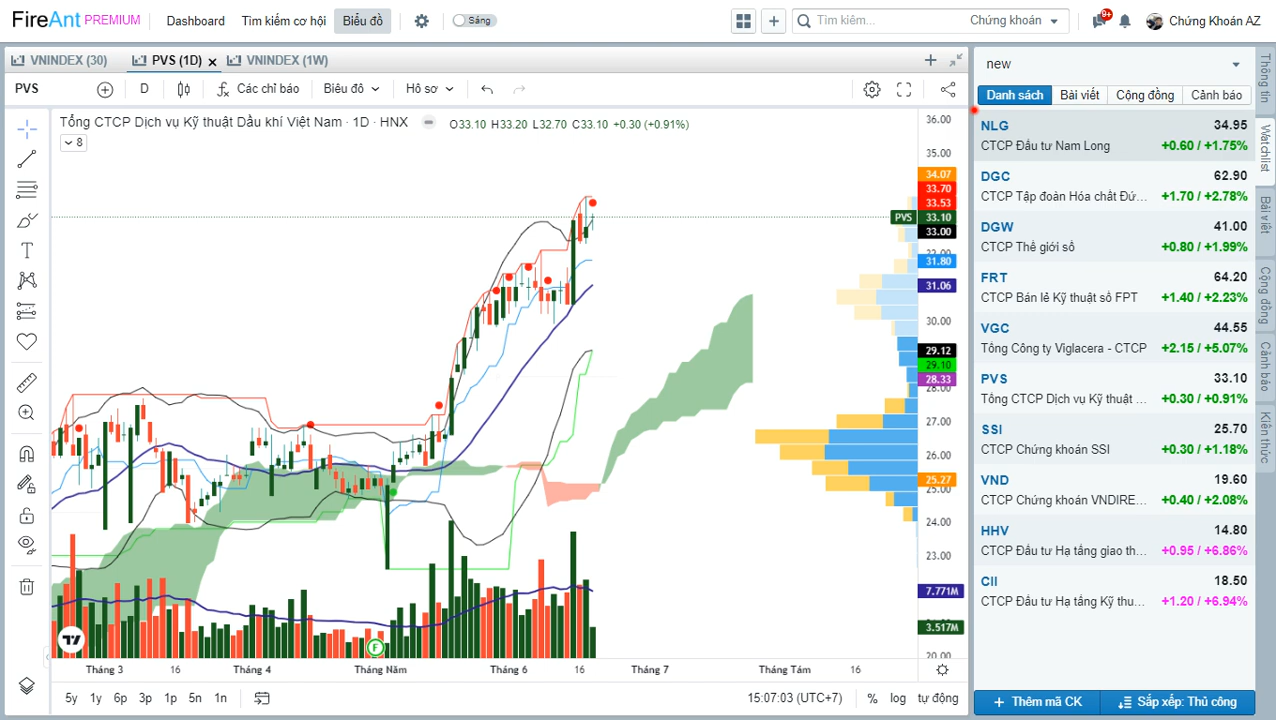 FireAnt PREMIUM Dashboard Tìm kiếm cơ hội Biểu đồ Sáng Tìm kiếm... Chứng khoán 9+ Chứng Khoán AZ
VNINDEX (30) PVS (1D) VNINDEX (1W)
PVS D Các chỉ báo Biểu đồ Hồ sơ
Tổng CTCP Dịch vụ Kỹ thuật Dầu khí Việt Nam · 1D · HNX O33.10 H33.20 L32.70 C33.10 +0.30 (+0.91%)
8
36.00
35.00
34.07
33.70
33.53
PVS 33.10
33.00
32.00
31.80
31.06
30.00
29.12
29.10
28.33
28.00
27.00
26.00
25.27
25.00
24.00
23.00
7.771M
3.517M
20.00
F
Tháng 3 16 Tháng 4 Tháng Năm Tháng 6 16 Tháng 7 Tháng Tám 16
5y 1y 6p 3p 1p 5n 1n 15:07:03 (UTC+7) % log tự động
new
Danh sách Bài viết Cộng đồng Cảnh báo
NLG 34.95
CTCP Đầu tư Nam Long +0.60 / +1.75%
DGC 62.90
CTCP Tập đoàn Hóa chất Đứ... +1.70 / +2.78%
DGW 41.00
CTCP Thế giới số +0.80 / +1.99%
FRT 64.20
CTCP Bán lẻ Kỹ thuật số FPT +1.40 / +2.23%
VGC 44.55
Tổng Công ty Viglacera - CTCP +2.15 / +5.07%
PVS 33.10
Tổng CTCP Dịch vụ Kỹ thuật ... +0.30 / +0.91%
SSI 25.70
CTCP Chứng khoán SSI +0.30 / +1.18%
VND 19.60
CTCP Chứng khoán VNDIRE... +0.40 / +2.08%
HHV 14.80
CTCP Đầu tư Hạ tầng giao th... +0.95 / +6.86%
CII 18.50
CTCP Đầu tư Hạ tầng Kỹ thu... +1.20 / +6.94%
Thêm mã CK Sắp xếp: Thủ công
Thông tin
Watchlist
Bài viết
Cộng đồng
Cảnh báo
Kiến thức